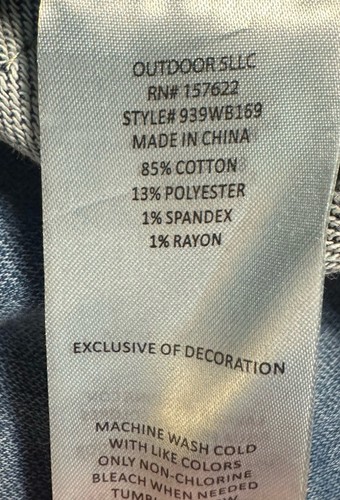 OUTDOOR 5LLC
RN# 157622
STYLE# 939WB169
MADE IN CHINA
85% COTTON
13% POLYESTER
1% SPANDEX
1% RAYON
EXCLUSIVE OF DECORATION
MACHINE WASH COLD
WITH LIKE COLORS
ONLY NON-CHLORINE
BLEACH WHEN NEEDED